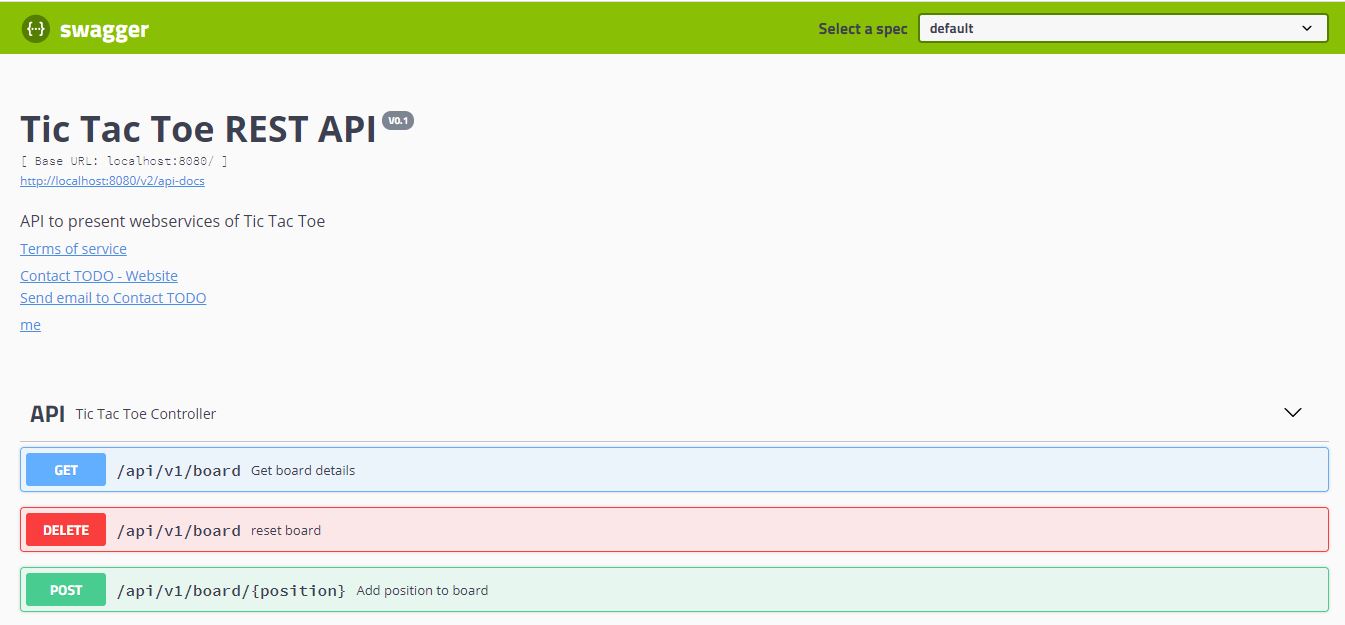 {··} swagger Select a spec default
Tic Tac Toe REST API V0.1
[ Base URL: localhost:8080/ ]
http://localhost:8080/v2/api-docs
API to present webservices of Tic Tac Toe
Terms of service
Contact TODO - Website
Send email to Contact TODO
me
API Tic Tac Toe Controller
GET /api/v1/board Get board details
DELETE /api/v1/board reset board
POST /api/v1/board/{position} Add position to board